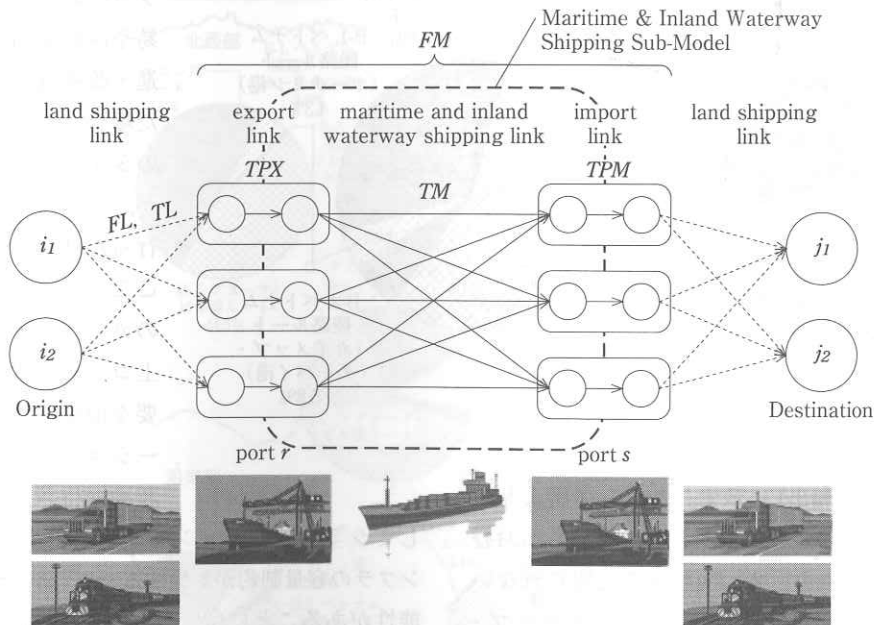 Maritime & Inland Waterway
Shipping Sub-Model
FM
land shipping
link
export
link
maritime and inland
waterway shipping link
import
link
land shipping
link
TPX
TM
TPM
FL, TL
i1
i2
j1
j2
Origin
Destination
port r
port s